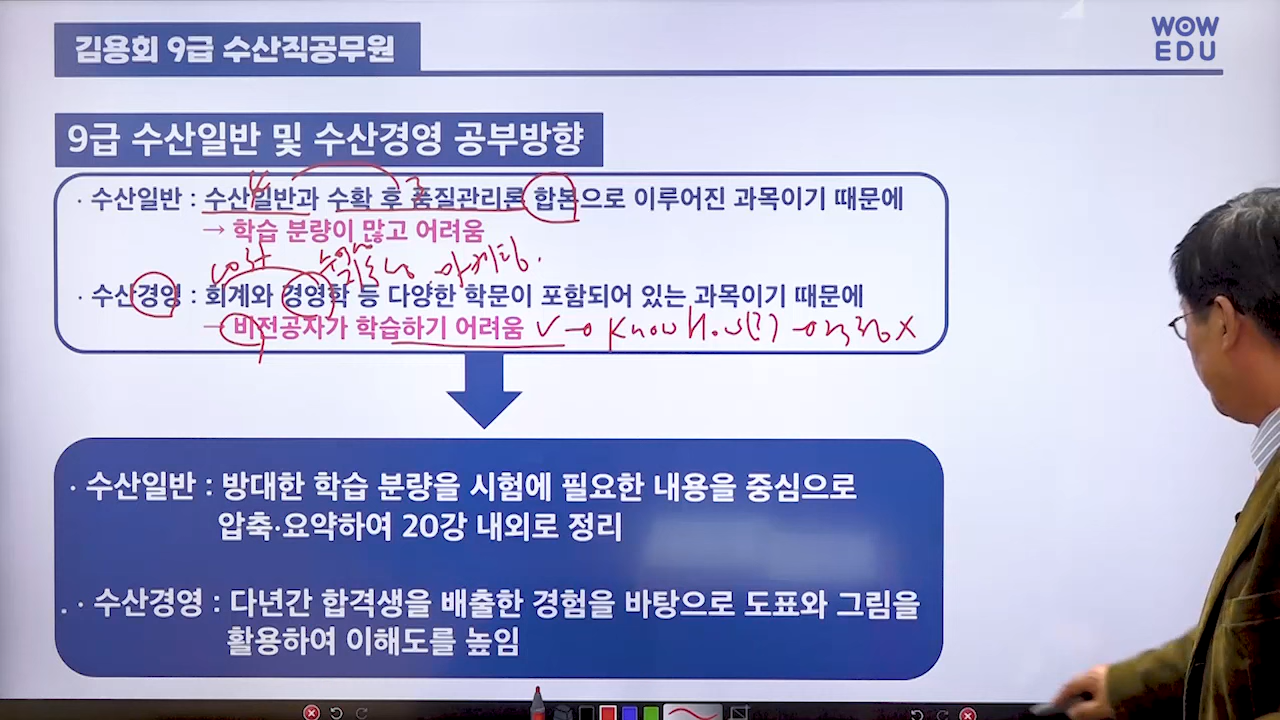 김용회 9급 수산직공무원
WOW
EDU
9급 수산일반 및 수산경영 공부방향
· 수산일반 : 수산일반과 수확 후 품질관리론 합본으로 이루어진 과목이기 때문에
→ 학습 분량이 많고 어려움
마케팅.
· 수산경영 : 회계와 경영학 등 다양한 학문이 포함되어 있는 과목이기 때문에
→ 비전공자가 학습하기 어려움 V → Know How(?)
· 수산일반 : 방대한 학습 분량을 시험에 필요한 내용을 중심으로
압축·요약하여 20강 내외로 정리
· 수산경영 : 다년간 합격생을 배출한 경험을 바탕으로 도표와 그림을
활용하여 이해도를 높임